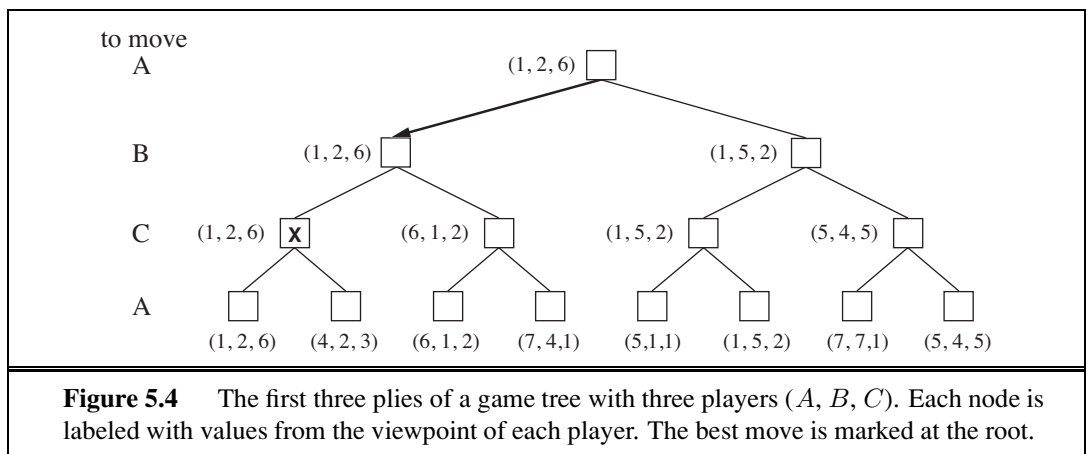 to move
A (1, 2, 6)
B (1, 2, 6) (1, 5, 2)
C (1, 2, 6) X (6, 1, 2) (1, 5, 2) (5, 4, 5)
A
(1, 2, 6) (4, 2, 3) (6, 1, 2) (7, 4,1) (5,1,1) (1, 5, 2) (7, 7,1) (5, 4, 5)
Figure 5.4 The first three plies of a game tree with three players (A, B, C). Each node is
labeled with values from the viewpoint of each player. The best move is marked at the root.